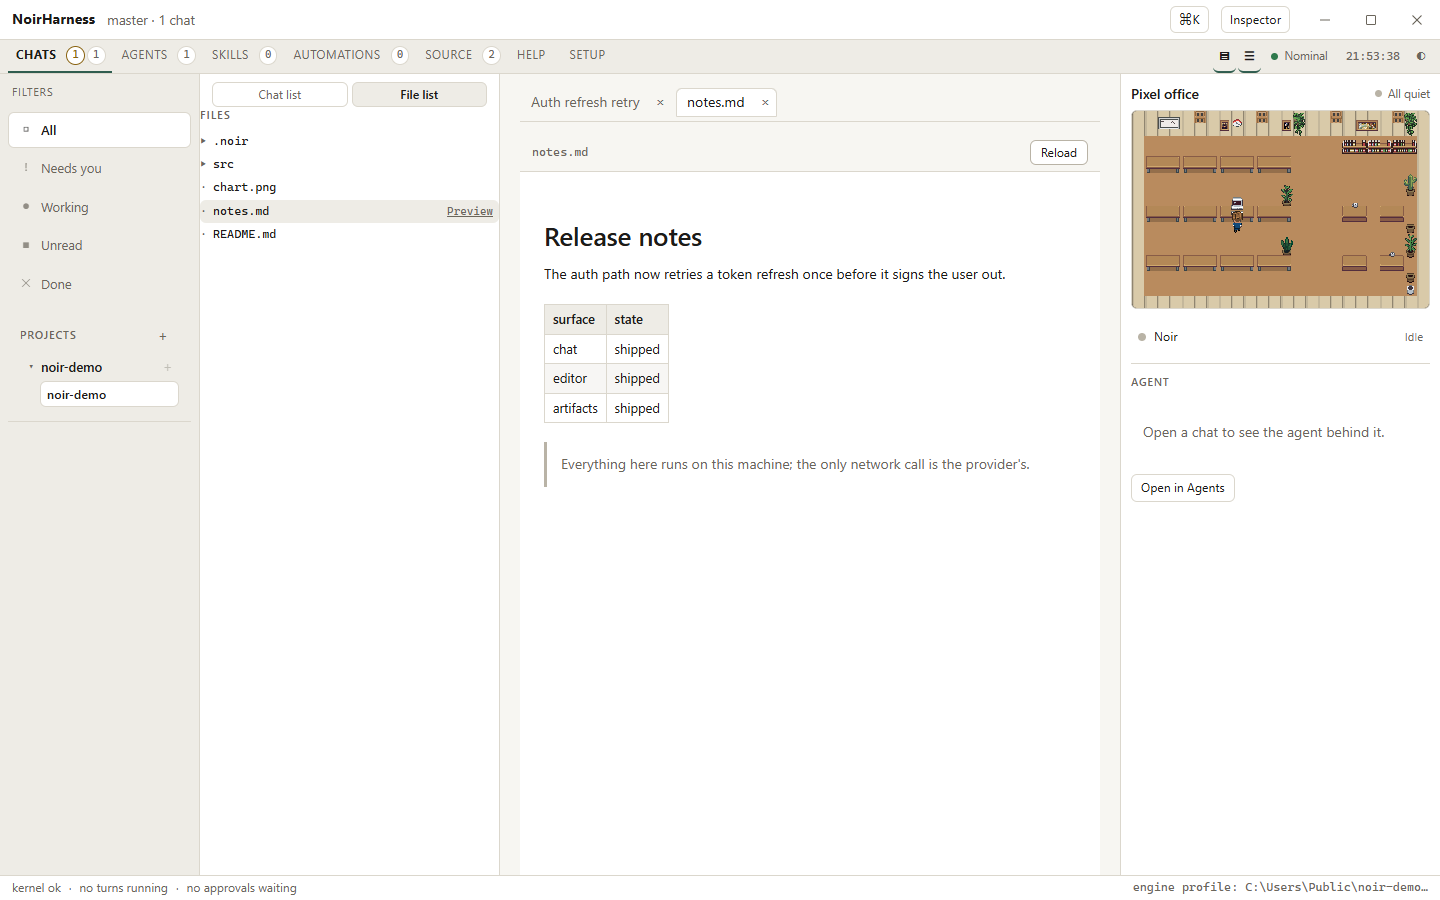 NoirHarness master · 1 chat ⌘K Inspector
CHATS 1 1 AGENTS 1 SKILLS 0 AUTOMATIONS 0 SOURCE 2 HELP SETUP Nominal 21:53:38
FILTERS
All
Needs you
Working
Unread
Done
PROJECTS +
noir-demo +
noir-demo
Chat list File list
FILES
.noir
src
chart.png
notes.md Preview
README.md
Auth refresh retry × notes.md ×
notes.md Reload
Release notes
The auth path now retries a token refresh once before it signs the user out.
surface state
chat shipped
editor shipped
artifacts shipped
Everything here runs on this machine; the only network call is the provider's.
Pixel office All quiet
Noir Idle
AGENT
Open a chat to see the agent behind it.
Open in Agents
kernel ok · no turns running · no approvals waiting engine profile: C:\Users\Public\noir-demo…